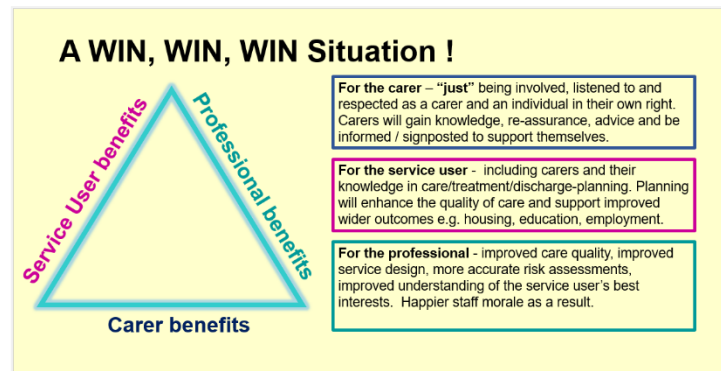 A WIN, WIN, WIN Situation !
Service User benefits
Professional benefits
Carer benefits
For the carer – “just” being involved, listened to and
respected as a carer and an individual in their own right.
Carers will gain knowledge, re-assurance, advice and be
informed / signposted to support themselves.
For the service user -  including carers and their
knowledge in care/treatment/discharge-planning. Planning
will enhance the quality of care and support improved
wider outcomes e.g. housing, education, employment.
For the professional - improved care quality, improved
service design, more accurate risk assessments,
improved understanding of the service user’s best
interests.  Happier staff morale as a result.